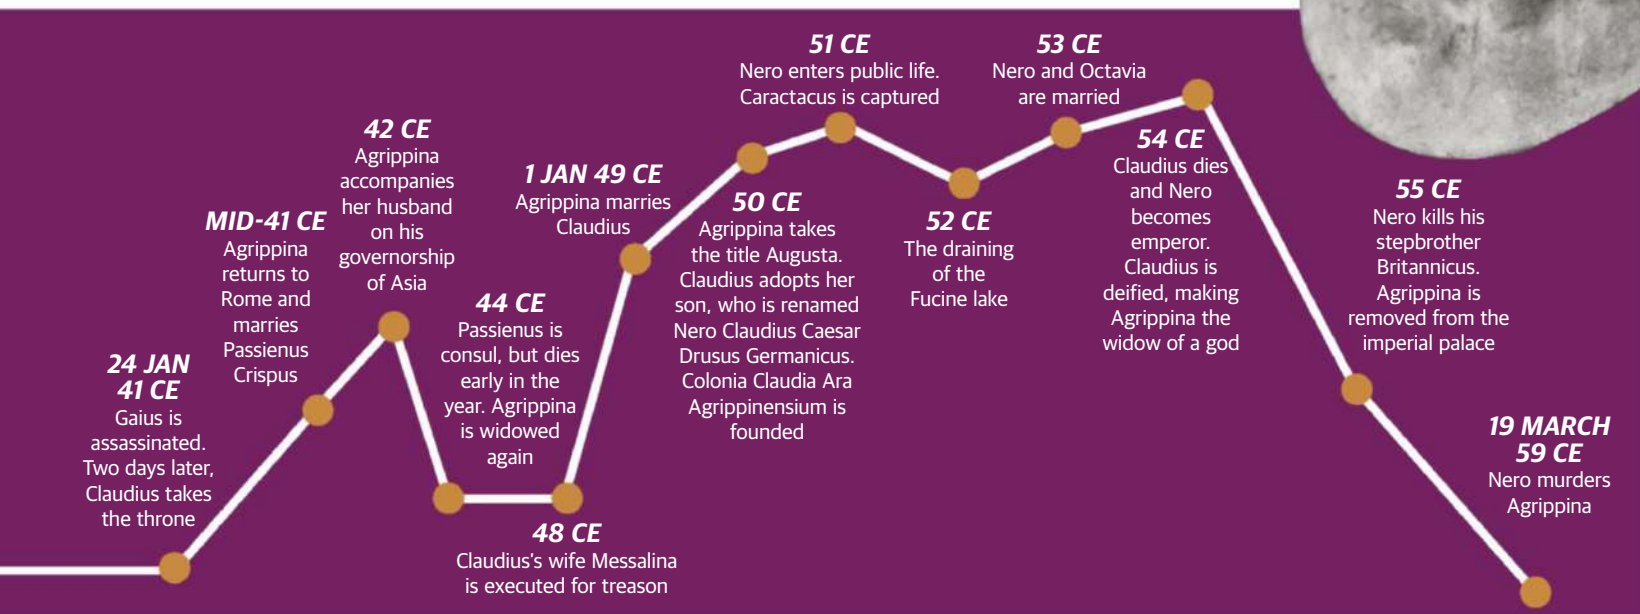 24 JAN
41 CE
Gaius is
assassinated.
Two days later,
Claudius takes
the throne
MID-41 CE
Agrippina
returns to
Rome and
marries
Passienus
Crispus
42 CE
Agrippina
accompanies
her husband
on his
governorship
of Asia
44 CE
Passienus is
consul, but dies
early in the
year. Agrippina
is widowed
again
48 CE
Claudius's wife Messalina
is executed for treason
1 JAN 49 CE
Agrippina marries
Claudius
50 CE
Agrippina takes
the title Augusta.
Claudius adopts her
son, who is renamed
Nero Claudius Caesar
Drusus Germanicus.
Colonia Claudia Ara
Agrippinensium is
founded
51 CE
Nero enters public life.
Caractacus is captured
52 CE
The draining
of the
Fucine lake
53 CE
Nero and Octavia
are married
54 CE
Claudius dies
and Nero
becomes
emperor.
Claudius is
deified, making
Agrippina the
widow of a god
55 CE
Nero kills his
stepbrother
Britannicus.
Agrippina is
removed from the
imperial palace
19 MARCH
59 CE
Nero murders
Agrippina